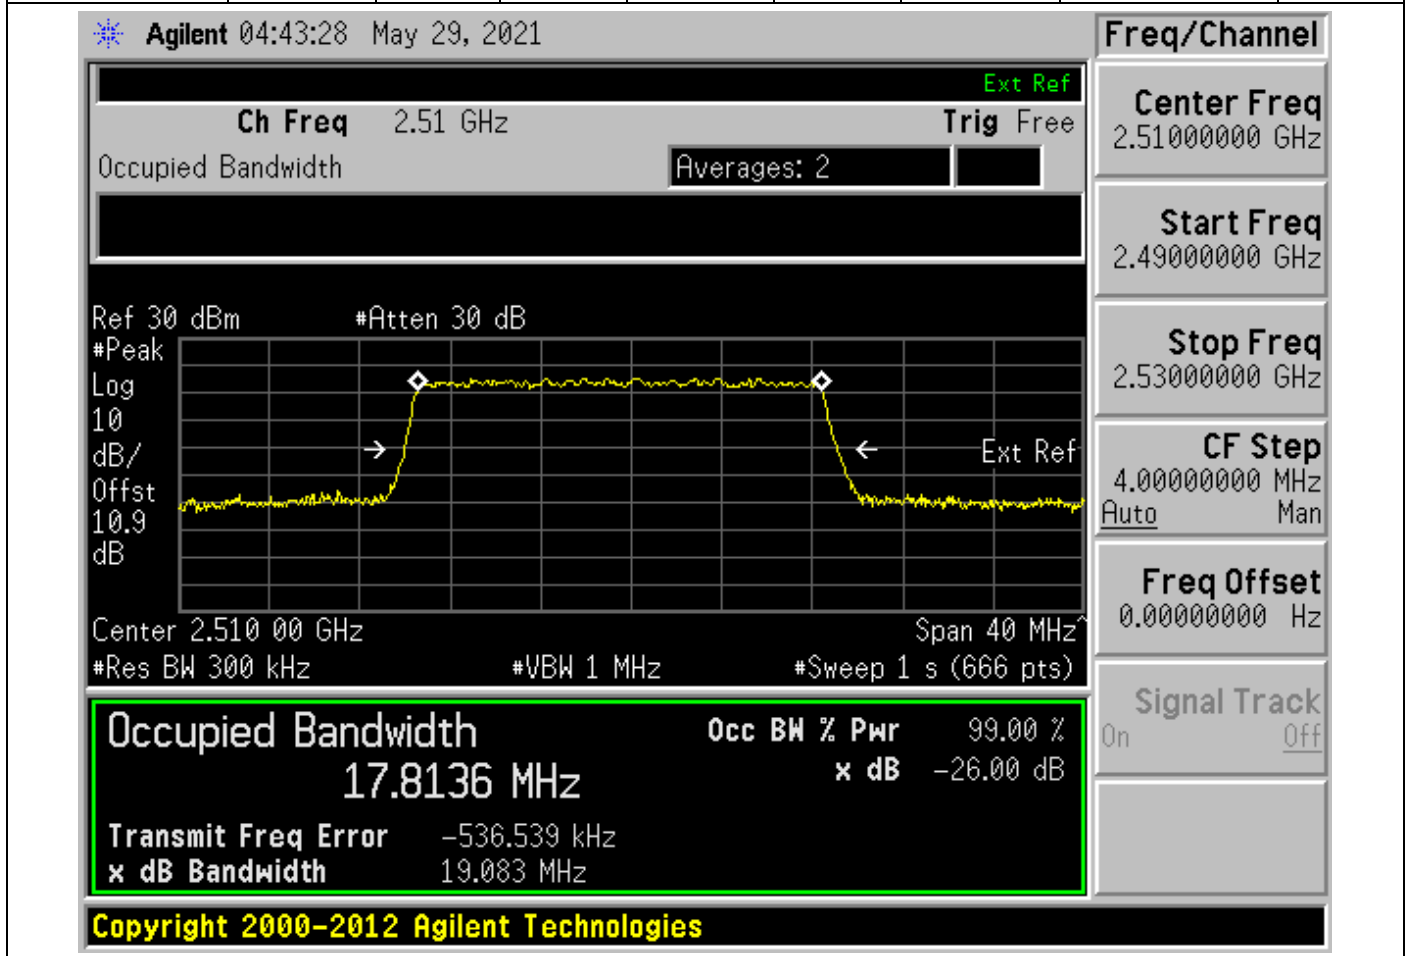 Agilent 04:43:28 May 29, 2021
Freq/Channel
Ext Ref
Ch Freq 2.51 GHz Trig Free
Occupied Bandwidth Averages: 2
Ref 30 dBm #Atten 30 dB
#Peak
Log
10
dB/
Offst
10.9
dB
Ext Ref
Center 2.510 00 GHz Span 40 MHz^
#Res BW 300 kHz #VBW 1 MHz #Sweep 1 s (666 pts)
Occupied Bandwidth
17.8136 MHz
Occ BW % Pwr 99.00 %
x dB -26.00 dB
Transmit Freq Error -536.539 kHz
x dB Bandwidth 19.083 MHz
Copyright 2000-2012 Agilent Technologies
Center Freq
2.51000000 GHz
Start Freq
2.49000000 GHz
Stop Freq
2.53000000 GHz
CF Step
4.00000000 MHz
Auto Man
Freq Offset
0.00000000 Hz
Signal Track
On Off